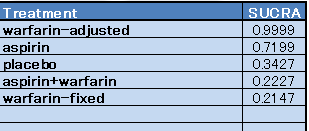 Treatment SUCRA
warfarin-adjusted 0.9999
aspirin 0.7199
placebo 0.3427
aspirin+warfarin 0.2227
warfarin-fixed 0.2147